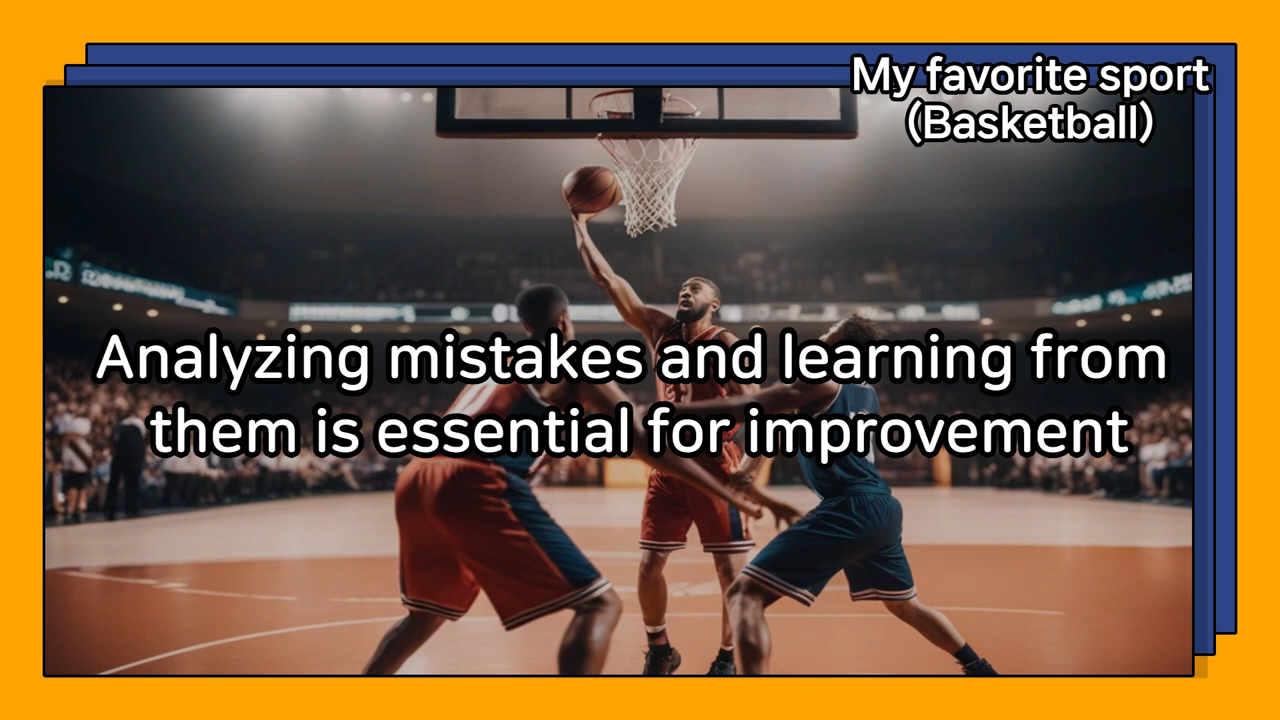 My favorite sport
(Basketball)
Analyzing mistakes and learning from
them is essential for improvement